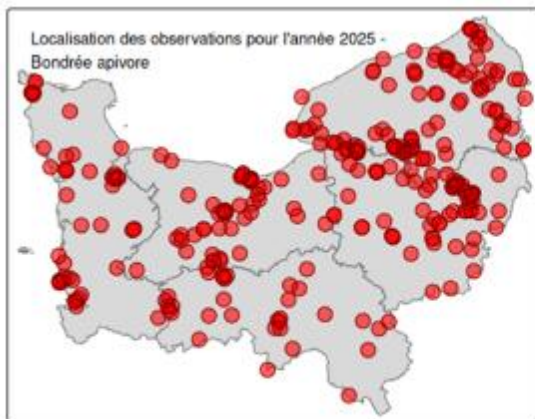 Localisation des observations pour l'année 2025 -
Bondrée apivore